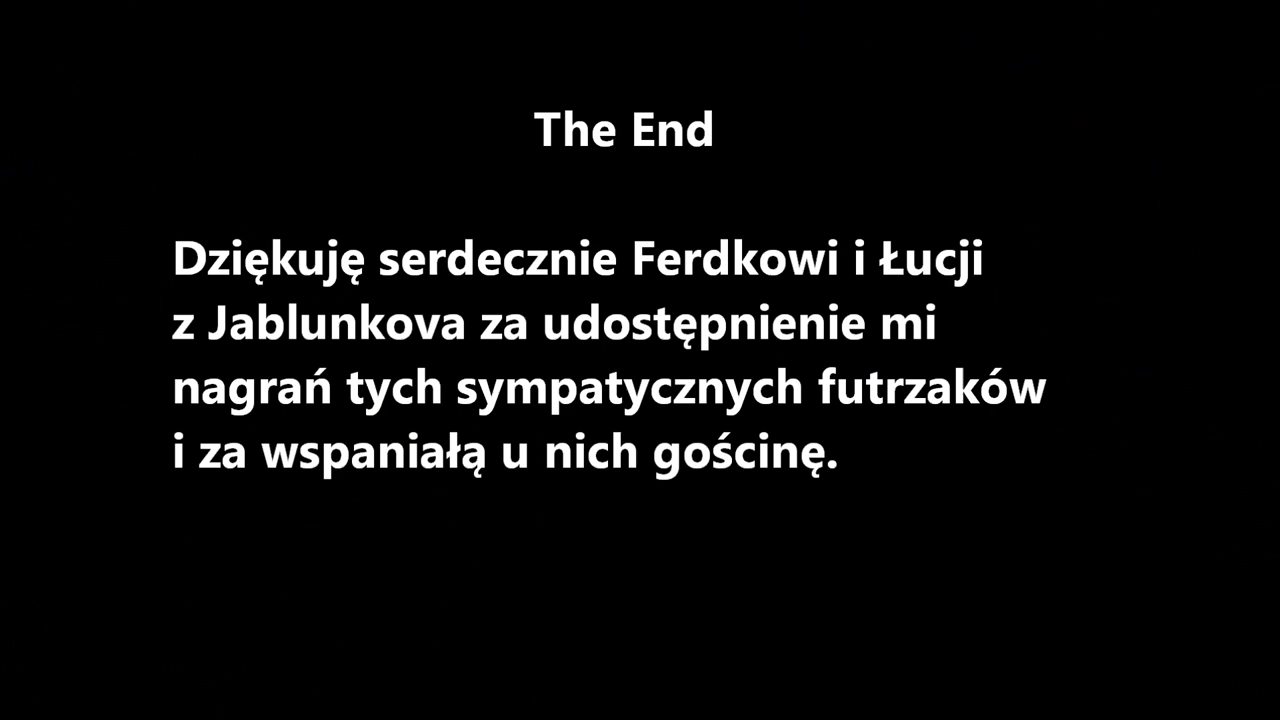 The End
Dziękuję serdecznie Ferdkowi i Łucji
z Jablunkova za udostępnienie mi
nagrań tych sympatycznych futrzaków
i za wspaniałą u nich gościnę.